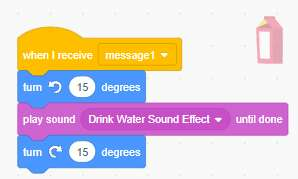 when I receive message1
turn 15 degrees
play sound Drink Water Sound Effect until done
turn 15 degrees